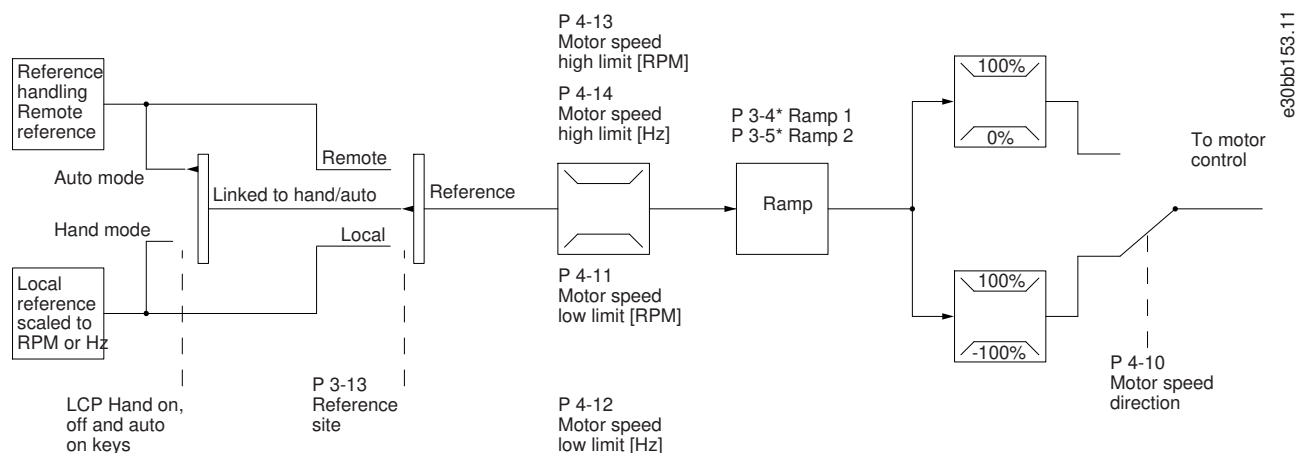 Reference
handling
Remote
reference
Auto mode
Hand mode
Local
reference
scaled to
RPM or Hz
LCP Hand on,
off and auto
on keys
Linked to hand/auto
Remote
Local
P 3-13
Reference
site
Reference
P 4-13
Motor speed
high limit [RPM]
P 4-14
Motor speed
high limit [Hz]
P 4-11
Motor speed
low limit [RPM]
P 4-12
Motor speed
low limit [Hz]
P 3-4* Ramp 1
P 3-5* Ramp 2
Ramp
100%
0%
100%
-100%
To motor
control
P 4-10
Motor speed
direction
e30bb153.11